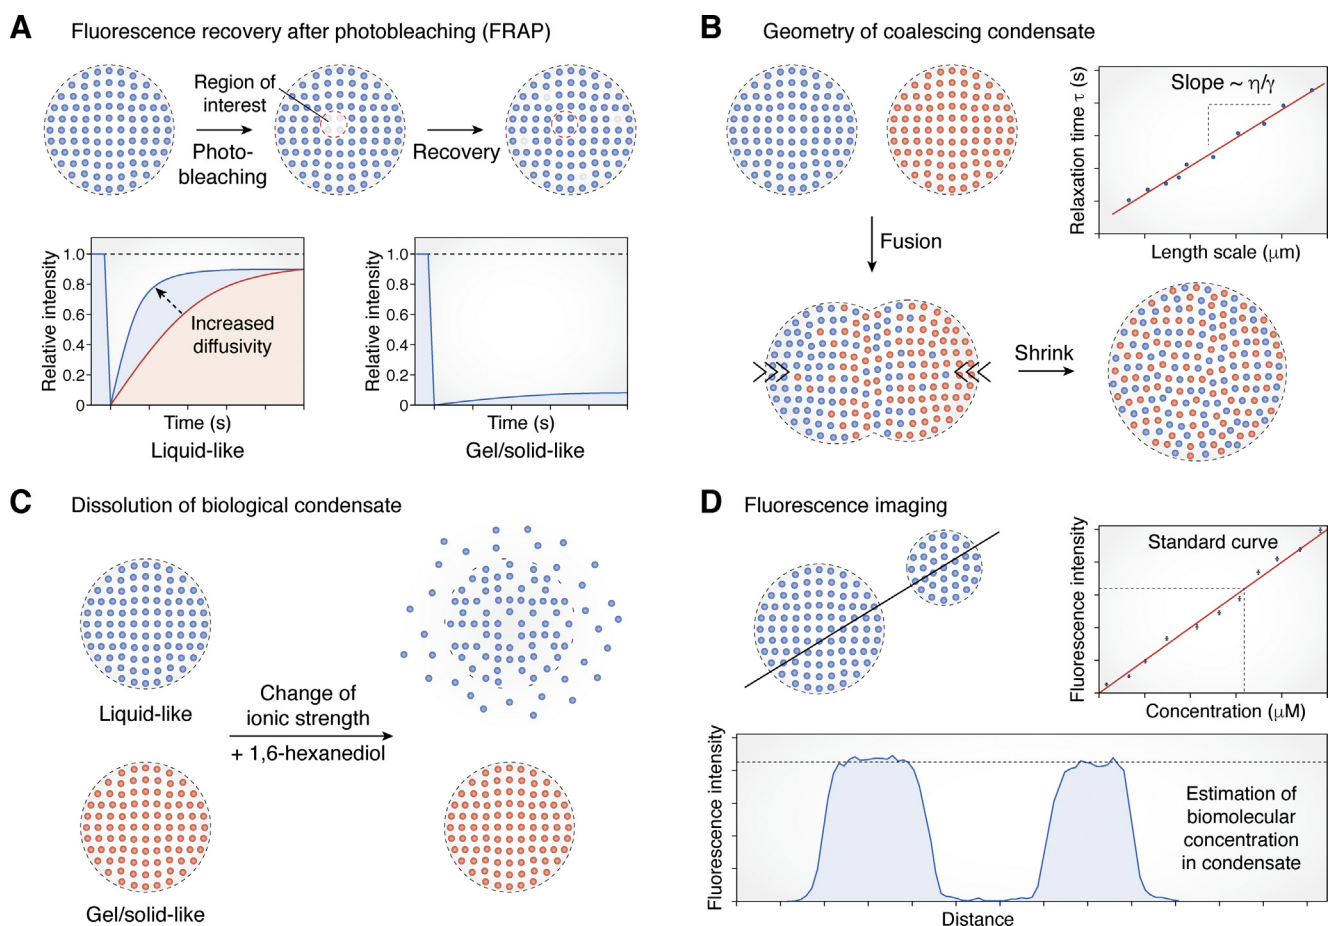 A
Fluorescence recovery after photobleaching (FRAP)
Region of
interest
Photo-
bleaching
Recovery
Relative intensity
1.0
0.8
0.6
0.4
0.2
0
Increased
diffusivity
Time (s)
Liquid-like
Relative intensity
1.0
0.8
0.6
0.4
0.2
0
Time (s)
Gel/solid-like
B
Geometry of coalescing condensate
Relaxation time τ (s)
Slope ~ η/γ
Length scale (μm)
Fusion
Shrink
C
Dissolution of biological condensate
Liquid-like
Change of
ionic strength
+ 1,6-hexanediol
Gel/solid-like
D
Fluorescence imaging
Fluorescence intensity
Standard curve
Concentration (μM)
Fluorescence intensity
Estimation of
biomolecular
concentration
in condensate
Distance